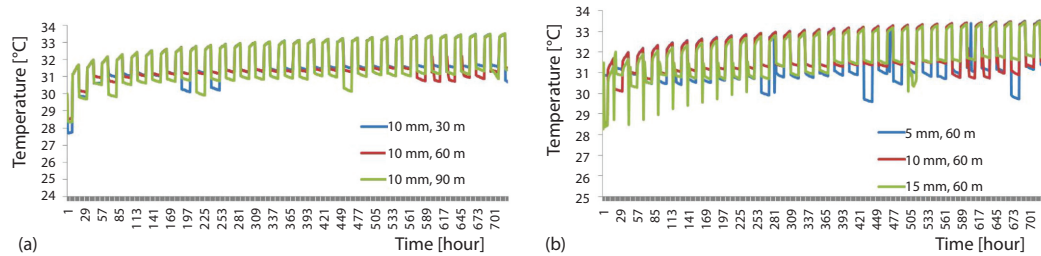 Temperature [°C]
34
33
32
31
30
29
28
27
26
25
24
10 mm, 30 m
10 mm, 60 m
10 mm, 90 m
1 29 57 85 113 141 169 197 225 253 281 309 337 365 393 421 449 477 505 533 561 589 617 645 673 701
(a)
Time [hour]
Temperature [°C]
34
33
32
31
30
29
28
27
26
25
5 mm, 60 m
10 mm, 60 m
15 mm, 60 m
1 29 57 85 113 141 169 197 225 253 281 309 337 365 393 421 449 477 505 533 561 589 617 645 673 701
(b)
Time [hour]